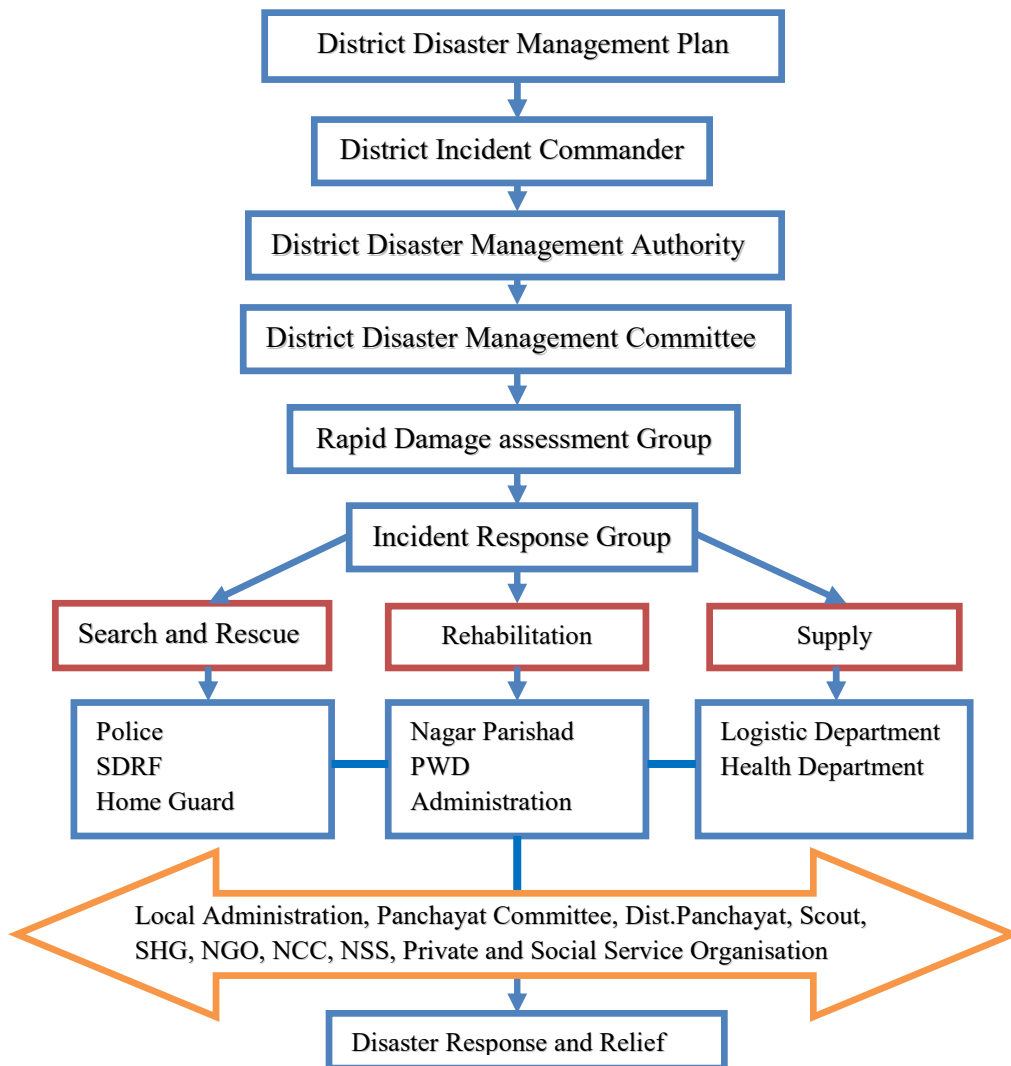 District Disaster Management Plan
District Incident Commander
District Disaster Management Authority
District Disaster Management Committee
Rapid Damage assessment Group
Incident Response Group
Search and Rescue
Rehabilitation
Supply
Police
SDRF
Home Guard
Nagar Parishad
PWD
Administration
Logistic Department
Health Department
Local Administration, Panchayat Committee, Dist.Panchayat, Scout,
SHG, NGO, NCC, NSS, Private and Social Service Organisation
Disaster Response and Relief